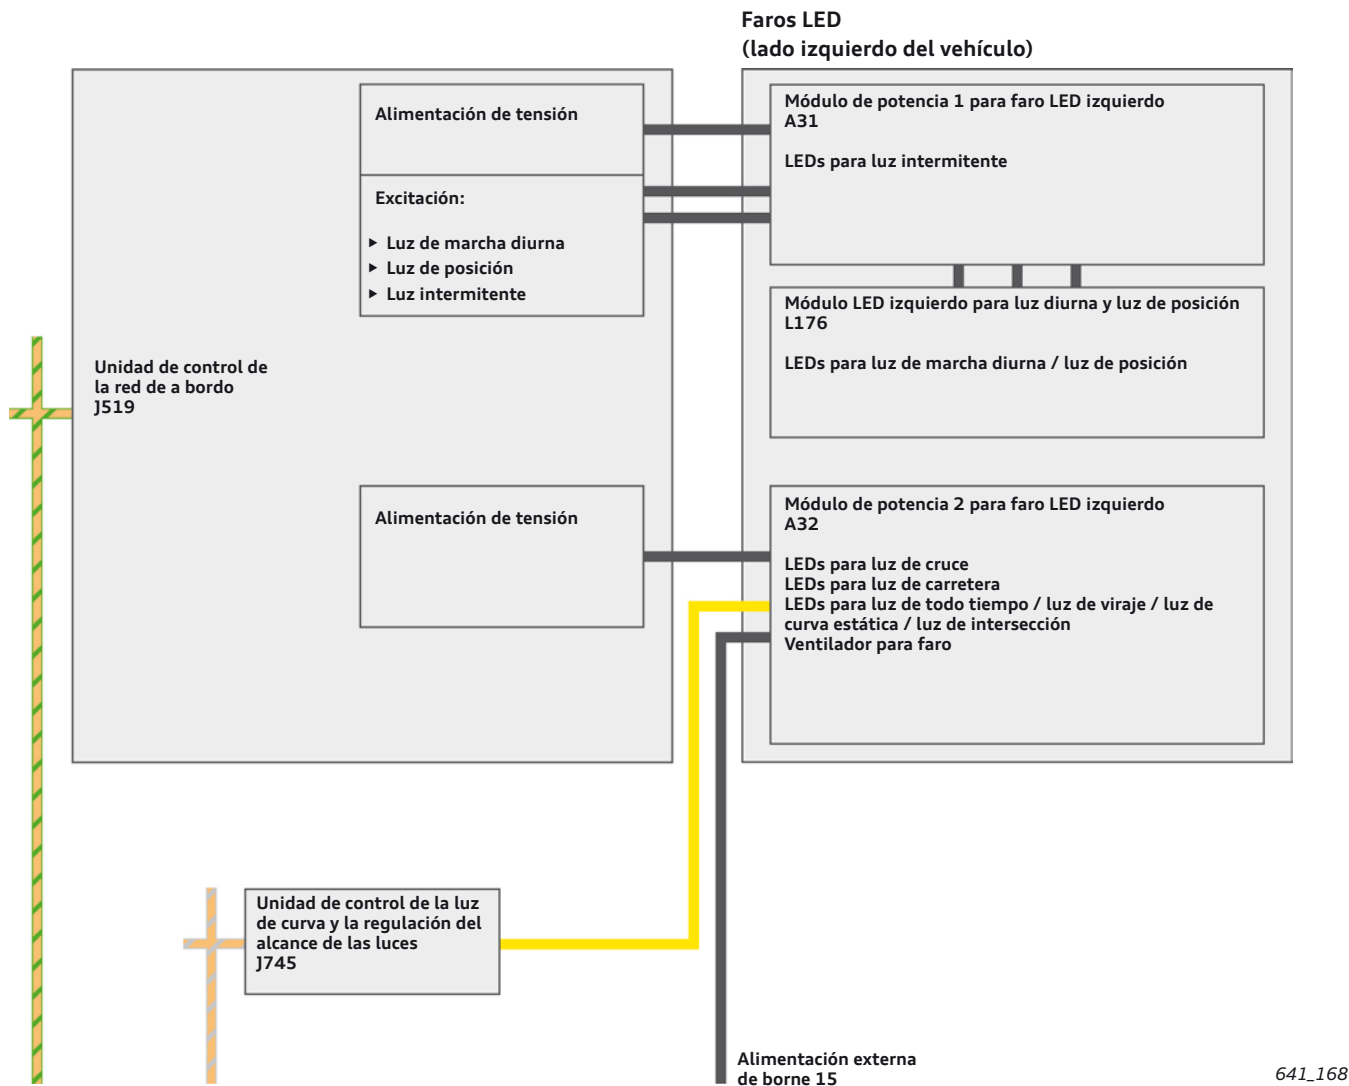 Faros LED
(lado izquierdo del vehículo)
Alimentación de tensión
Excitación:
▸ Luz de marcha diurna
▸ Luz de posición
▸ Luz intermitente
Unidad de control de
la red de a bordo
J519
Alimentación de tensión
Módulo de potencia 1 para faro LED izquierdo
A31
LEDs para luz intermitente
Módulo LED izquierdo para luz diurna y luz de posición
L176
LEDs para luz de marcha diurna / luz de posición
Módulo de potencia 2 para faro LED izquierdo
A32
LEDs para luz de cruce
LEDs para luz de carretera
LEDs para luz de todo tiempo / luz de viraje / luz de
curva estática / luz de intersección
Ventilador para faro
Unidad de control de la luz
de curva y la regulación del
alcance de las luces
J745
Alimentación externa
de borne 15
641_168